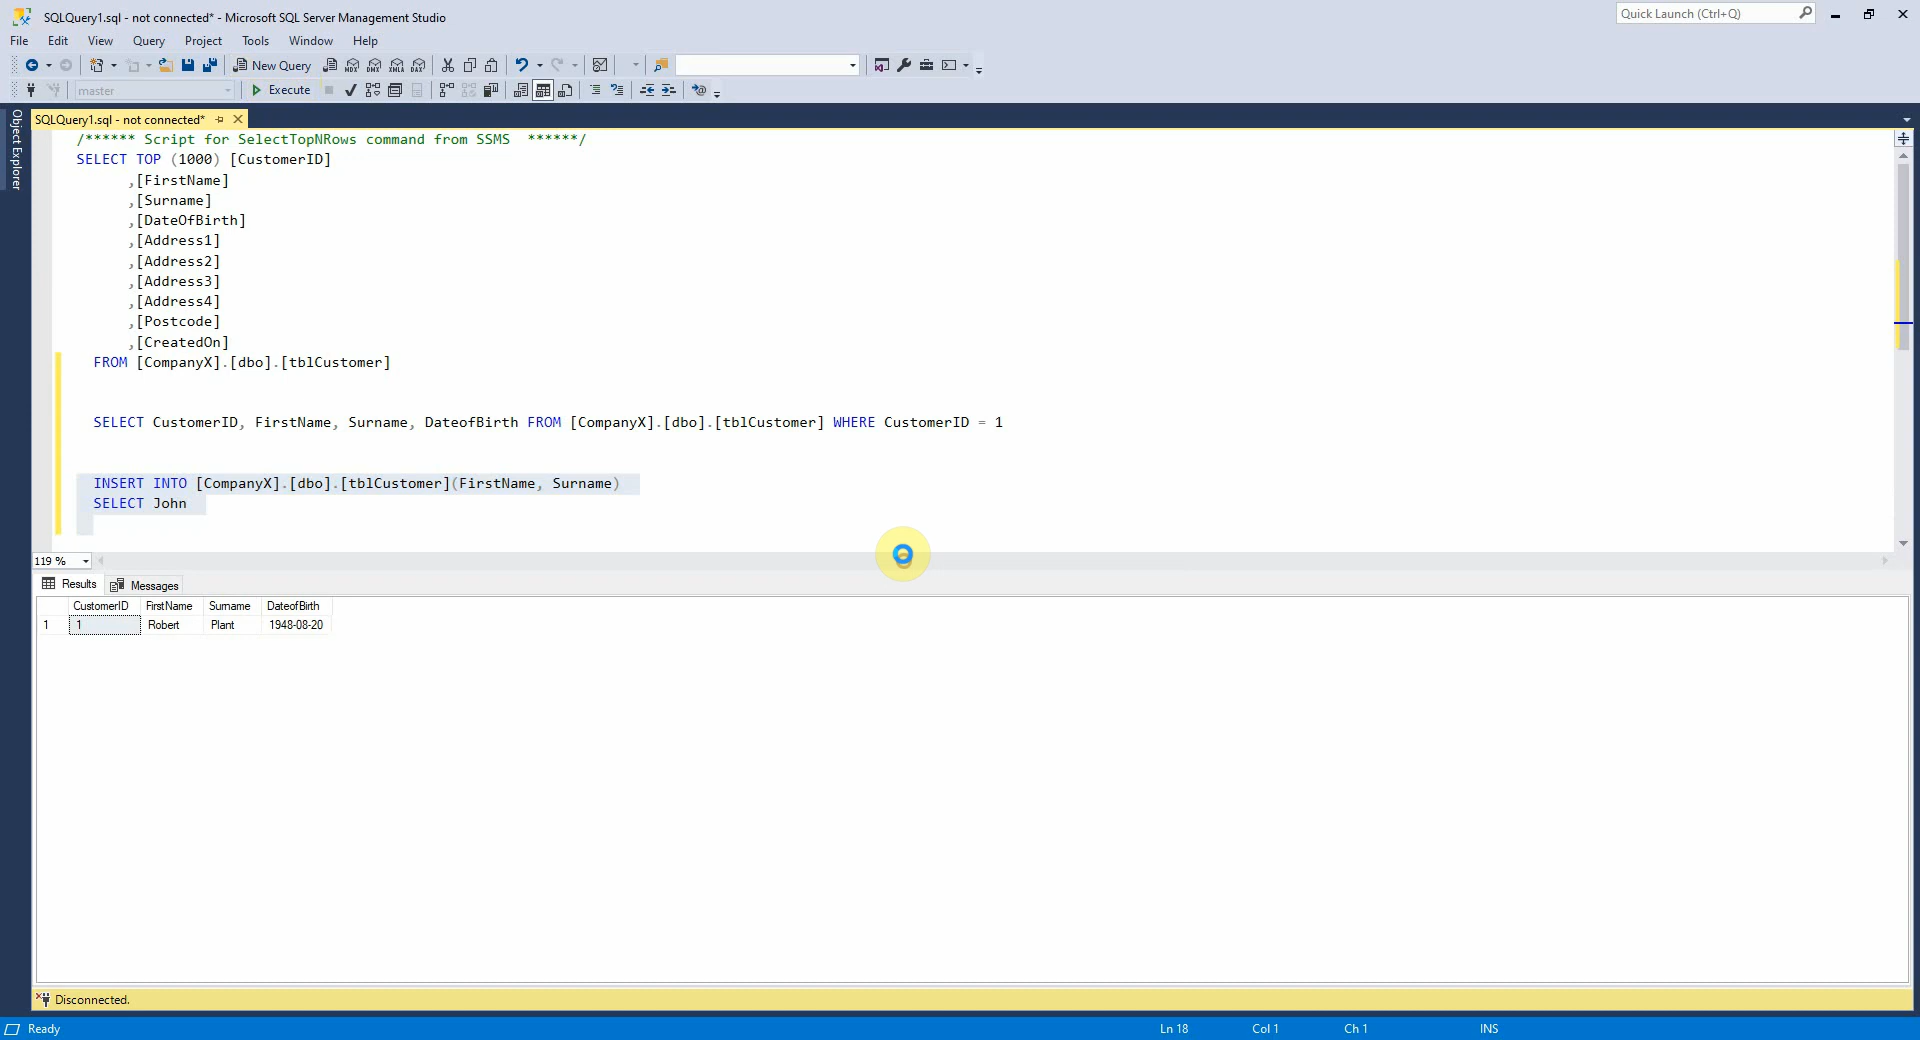 SQLQuery1.sql - not connected* - Microsoft SQL Server Management Studio
Quick Launch (Ctrl+Q)
File Edit View Query Project Tools Window Help
New Query MDX DMX XMLA DAX
master Execute
Object Explorer
SQLQuery1.sql - not connected*
/****** Script for SelectTopNRows command from SSMS  ******/
SELECT TOP (1000) [CustomerID]
,[FirstName]
,[Surname]
,[DateOfBirth]
,[Address1]
,[Address2]
,[Address3]
,[Address4]
,[Postcode]
,[CreatedOn]
FROM [CompanyX].[dbo].[tblCustomer]
SELECT CustomerID, FirstName, Surname, DateofBirth FROM [CompanyX].[dbo].[tblCustomer] WHERE CustomerID = 1
INSERT INTO [CompanyX].[dbo].[tblCustomer](FirstName, Surname)
SELECT John
119 %
Results Messages
CustomerID FirstName Surname DateofBirth
1 1 Robert Plant 1948-08-20
Disconnected.
Ready Ln 18 Col 1 Ch 1 INS